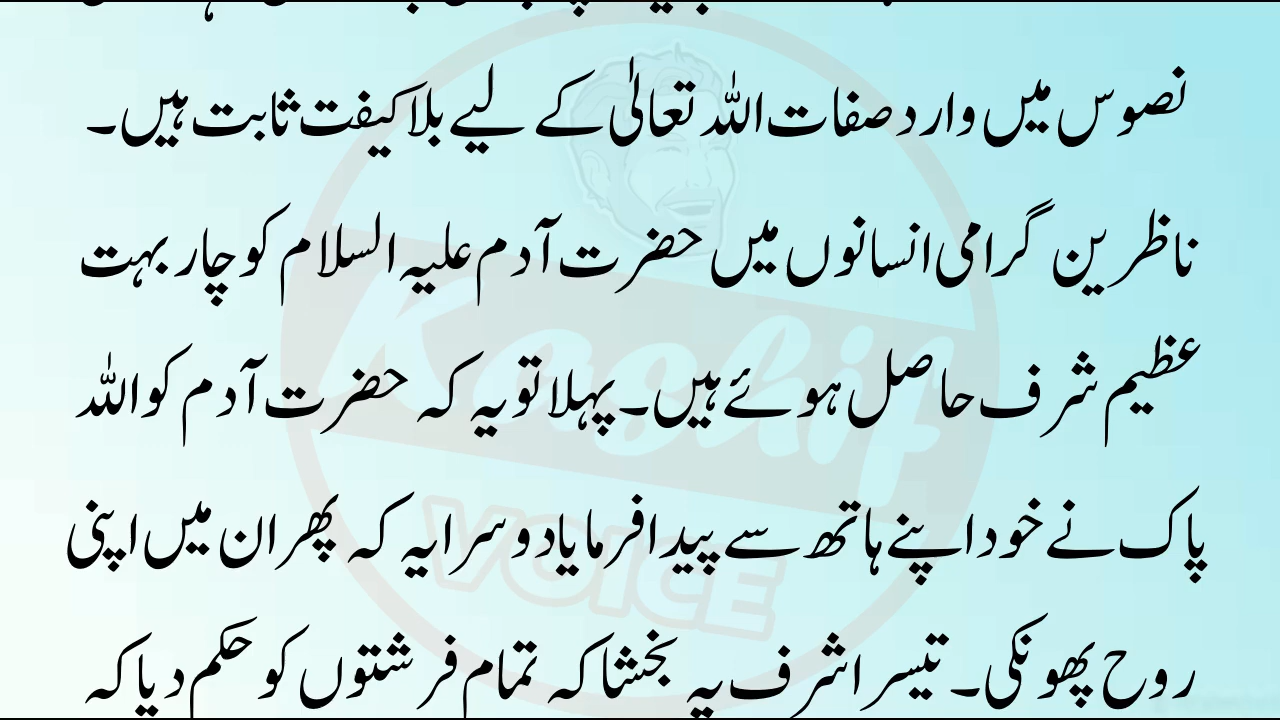 نصوص میں وارد صفات اللہ تعالیٰ کے لیے بلا کیفت ثابت ہیں۔
ناظرین گرامی انسانوں میں حضرت آدم علیہ السلام کو چار بہت
عظیم شرف حاصل ہوئے ہیں۔ پہلا تو یہ کہ حضرت آدم کو اللہ
پاک نے خود اپنے ہاتھ سے پیدا فرمایا دوسرا یہ کہ پھر ان میں اپنی
روح پھونکی۔ تیسرا شرف یہ بخشا کہ تمام فرشتوں کو حکم دیا کہ
Kashif
VOICE